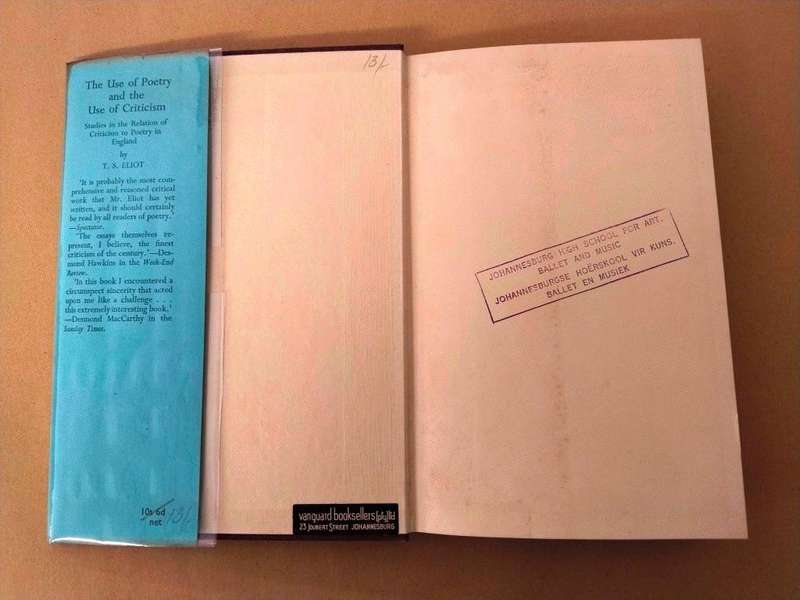 The Use of Poetry
and the
Use of Criticism
Studies in the Relation of
Criticism to Poetry in
England
by
T. S. ELIOT
'It is probably the most com-
prehensive and reasoned critical
work that Mr. Eliot has yet
written, and it should certainly
be read by all readers of poetry.'
—Spectator.
'The essays themselves re-
present, I believe, the finest
criticism of the century.'—Des-
mond Hawkins in the Week-End
Review.
'In this book I encountered a
circumspect sincerity that acted
upon me like a challenge . . .
this extremely interesting book.'
—Desmond MacCarthy in the
Sunday Times.
10s 6d
net
13/-
13/-
vanguard booksellers (pty) ltd
23 JOUBERT STREET JOHANNESBURG
JOHANNESBURG HIGH SCHOOL FOR ART,
BALLET AND MUSIC
JOHANNESBURGSE HOËRSKOOL VIR KUNS,
BALLET EN MUSIEK